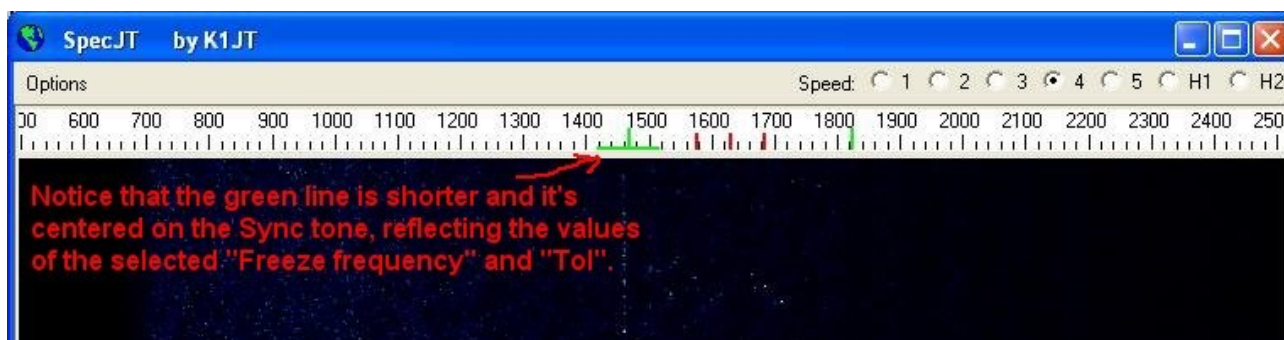 SpecJT by K1JT
Options Speed: 1 2 3 4 5 H1 H2
00 600 700 800 900 1000 1100 1200 1300 1400 1500 1600 1700 1800 1900 2000 2100 2200 2300 2400 250
Notice that the green line is shorter and it's
centered on the Sync tone, reflecting the values
of the selected "Freeze frequency" and "Tol".